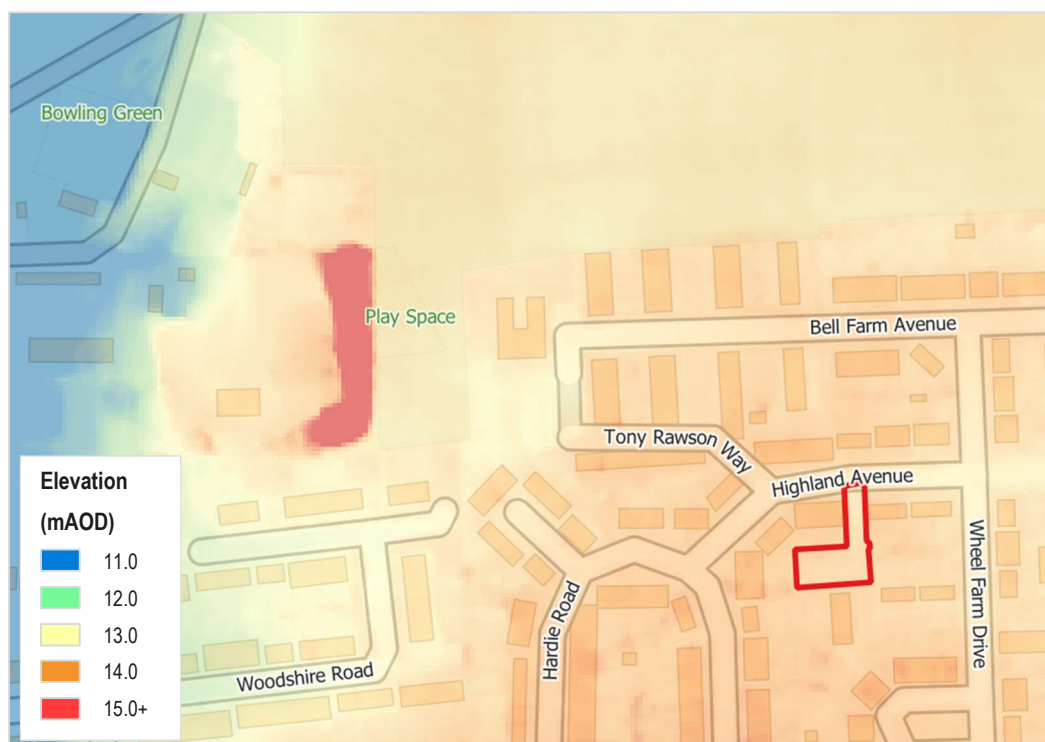 Bowling Green
Play Space
Bell Farm Avenue
Tony Rawson Way
Highland Avenue
Hardie Road
Wheel Farm Drive
Woodshire Road
Elevation
(mAOD)
11.0
12.0
13.0
14.0
15.0+